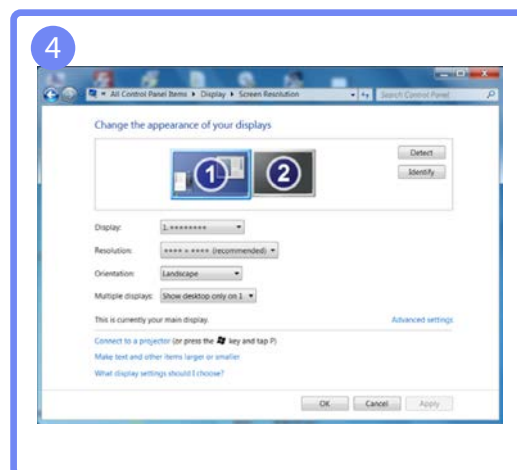 4
« All Control Panel Items ▸ Display ▸ Screen Resolution Search Control Panel
Change the appearance of your displays
1 2
Detect
Identify
Display: 1. ********
Resolution: **** × **** (recommended)
Orientation: Landscape
Multiple displays: Show desktop only on 1
This is currently your main display. Advanced settings
Connect to a projector (or press the key and tap P)
Make text and other items larger or smaller
What display settings should I choose?
OK Cancel Apply